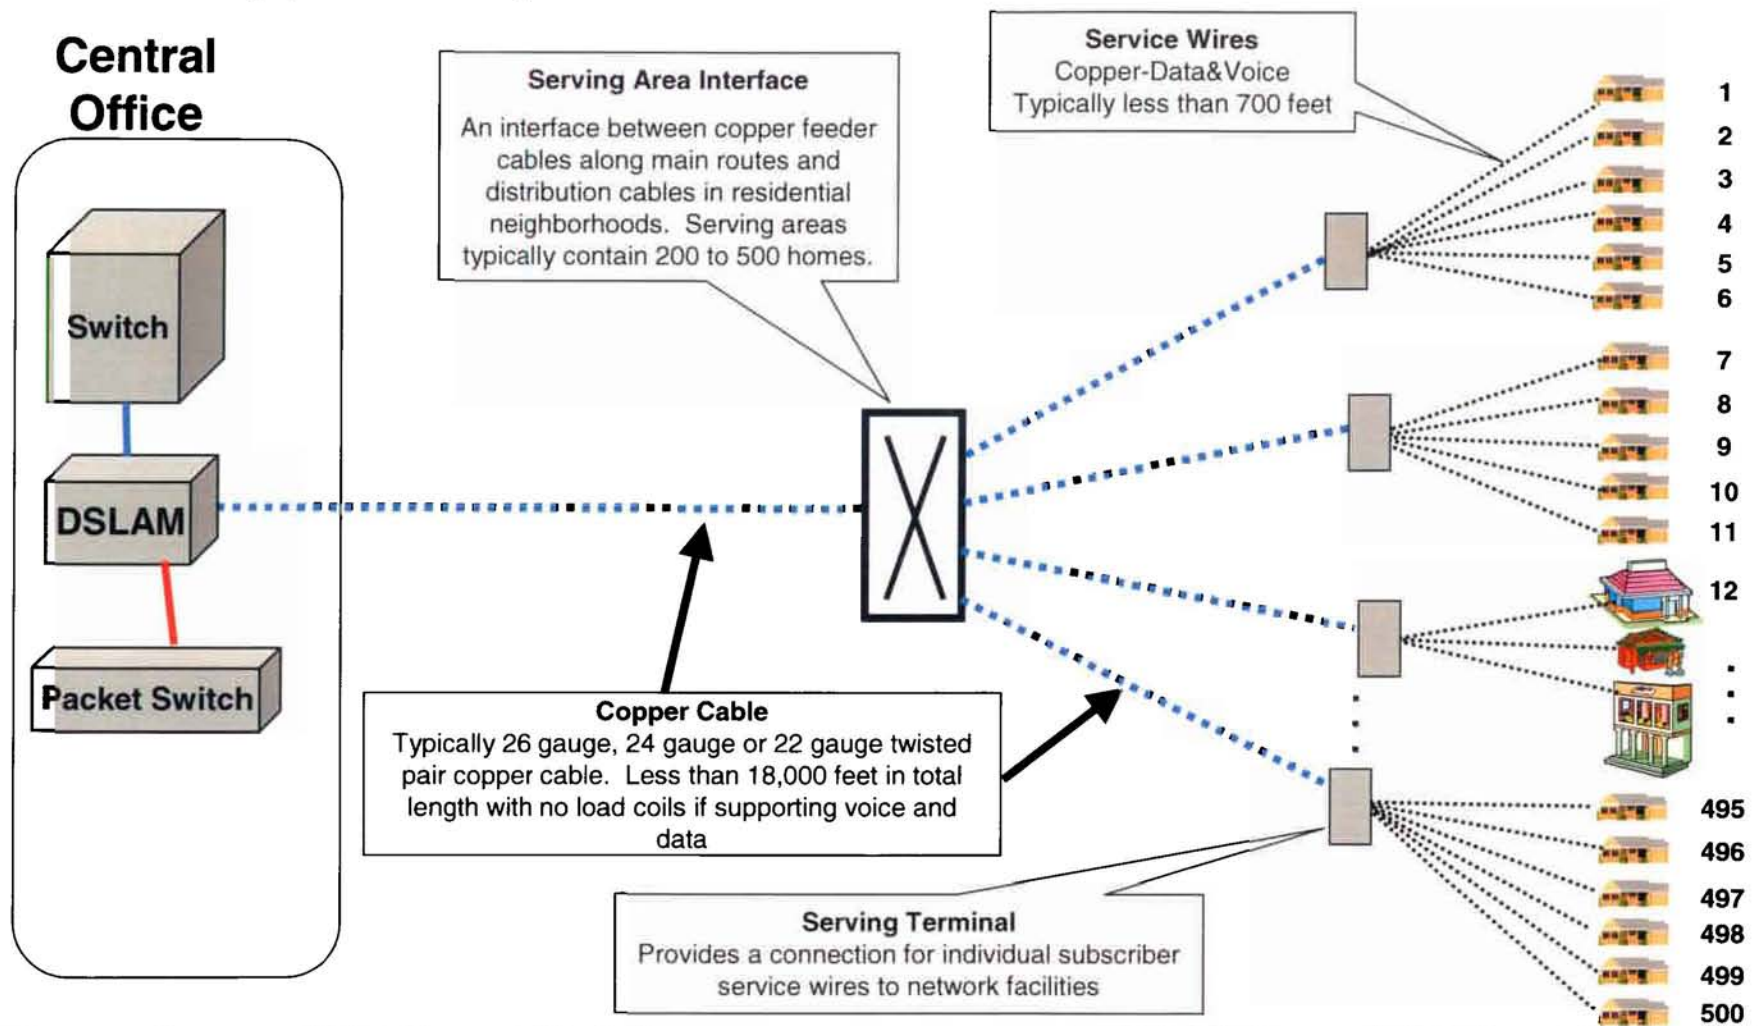 Central
Office
Switch
DSLAM
Packet Switch
Serving Area Interface
An interface between copper feeder
cables along main routes and
distribution cables in residential
neighborhoods. Serving areas
typically contain 200 to 500 homes.
Service Wires
Copper-Data&Voice
Typically less than 700 feet
Copper Cable
Typically 26 gauge, 24 gauge or 22 gauge twisted
pair copper cable. Less than 18,000 feet in total
length with no load coils if supporting voice and
data
Serving Terminal
Provides a connection for individual subscriber
service wires to network facilities
1
2
3
4
5
6
7
8
9
10
11
12
495
496
497
498
499
500